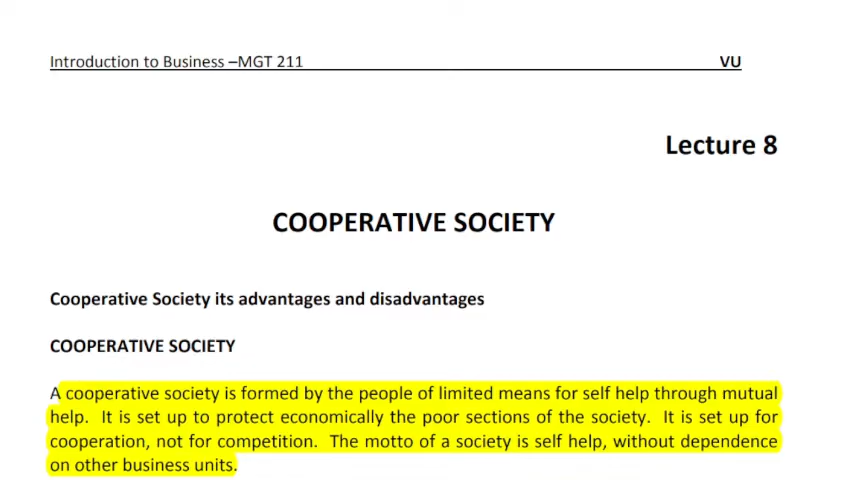 Introduction to Business –MGT 211 VU
Lecture 8
COOPERATIVE SOCIETY
Cooperative Society its advantages and disadvantages
COOPERATIVE SOCIETY
A cooperative society is formed by the people of limited means for self help through mutual
help. It is set up to protect economically the poor sections of the society. It is set up for
cooperation, not for competition. The motto of a society is self help, without dependence
on other business units.